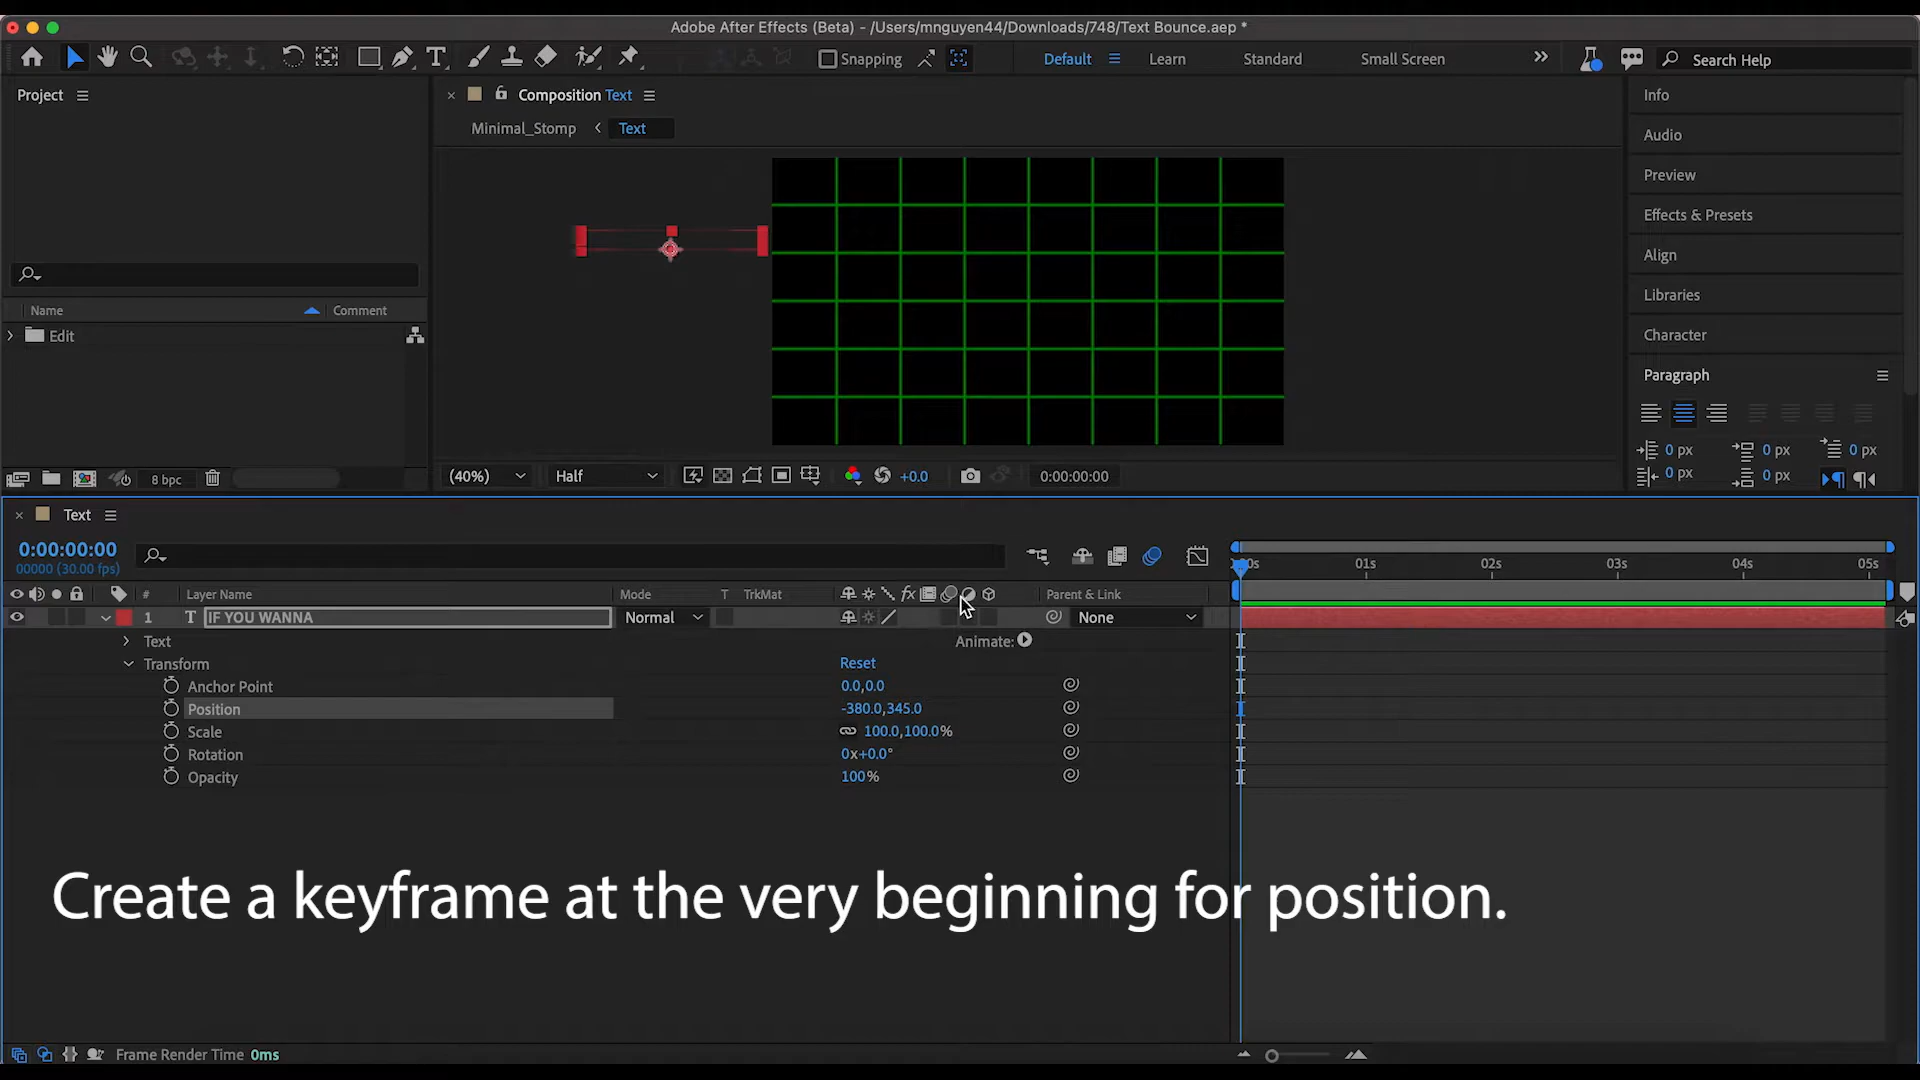 Adobe After Effects (Beta) - /Users/mnguyen44/Downloads/748/Text Bounce.aep *
Snapping
Default
Learn
Standard
Small Screen
Search Help
Project
Composition Text
Minimal_Stomp
Text
Name
Comment
Edit
8 bpc
(40%)
Half
+0.0
0:00:00:00
Info
Audio
Preview
Effects & Presets
Align
Libraries
Character
Paragraph
0 px
0 px
0 px
0 px
0 px
Text
0:00:00:00
00000 (30.00 fps)
00s
01s
02s
03s
04s
05s
#
Layer Name
Mode
T
TrkMat
Parent & Link
1
T
IF YOU WANNA
Normal
None
Text
Animate:
Transform
Reset
Anchor Point
0.0,0.0
Position
-380.0,345.0
Scale
100.0,100.0%
Rotation
0x+0.0°
Opacity
100%
Create a keyframe at the very beginning for position.
Frame Render Time 0ms